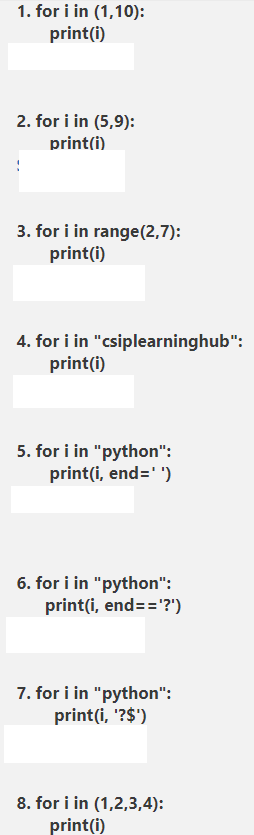 1. for i in (1,10):
print(i)
2. for i in (5,9):
print(i)
3. for i in range(2,7):
print(i)
4. for i in "csiplearninghub":
print(i)
5. for i in "python":
print(i, end=' ')
6. for i in "python":
print(i, end=='?')
7. for i in "python":
print(i, '?$')
8. for i in (1,2,3,4):
print(i)